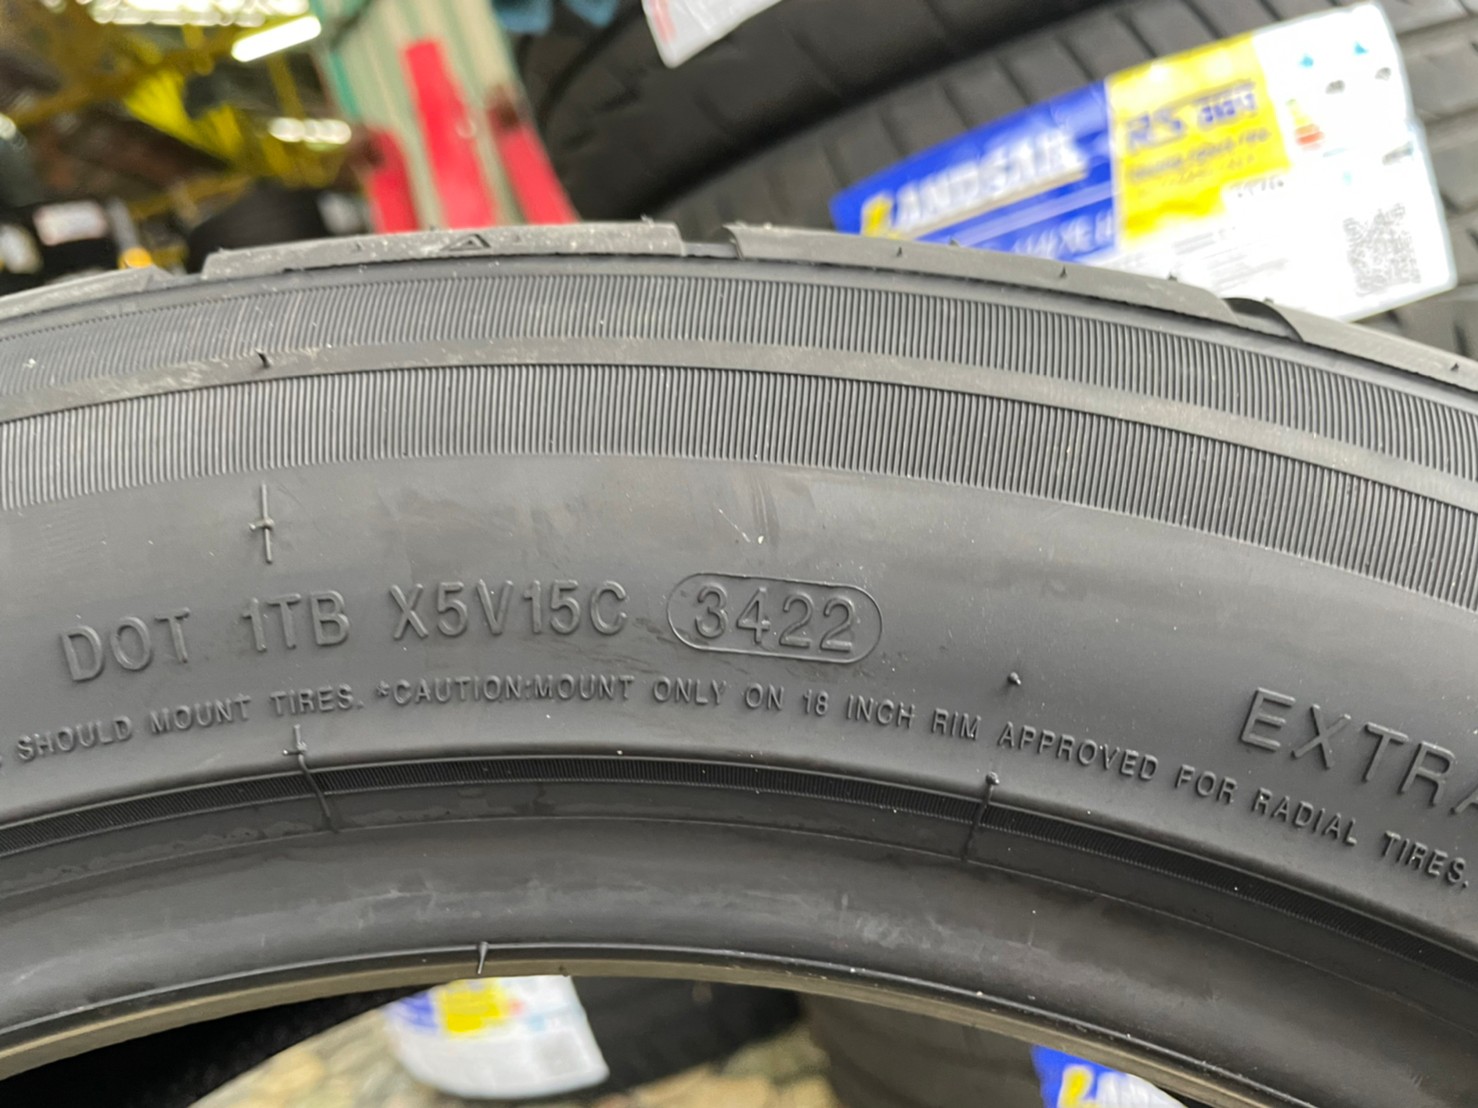 LANDSAIL
DOT 1TB X5V15C 3422
SHOULD MOUNT TIRES. *CAUTION:MOUNT ONLY ON 18 INCH RIM APPROVED FOR RADIAL TIRES.
EXTRA